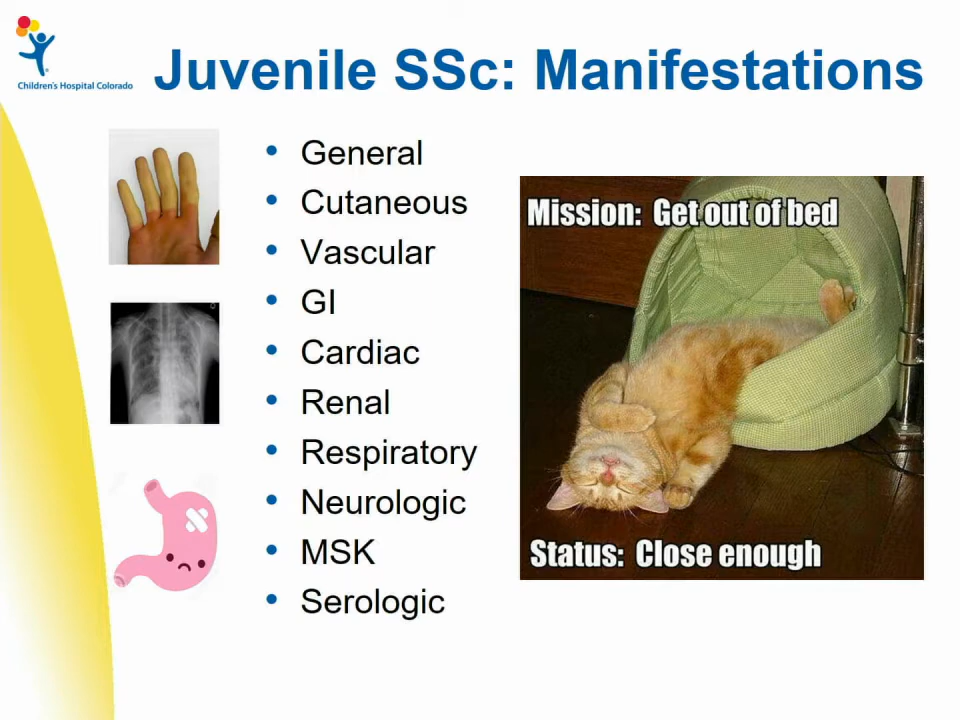 Children's Hospital Colorado
Juvenile SSc: Manifestations
• General
• Cutaneous
• Vascular
• GI
• Cardiac
• Renal
• Respiratory
• Neurologic
• MSK
• Serologic
Mission: Get out of bed
Status: Close enough